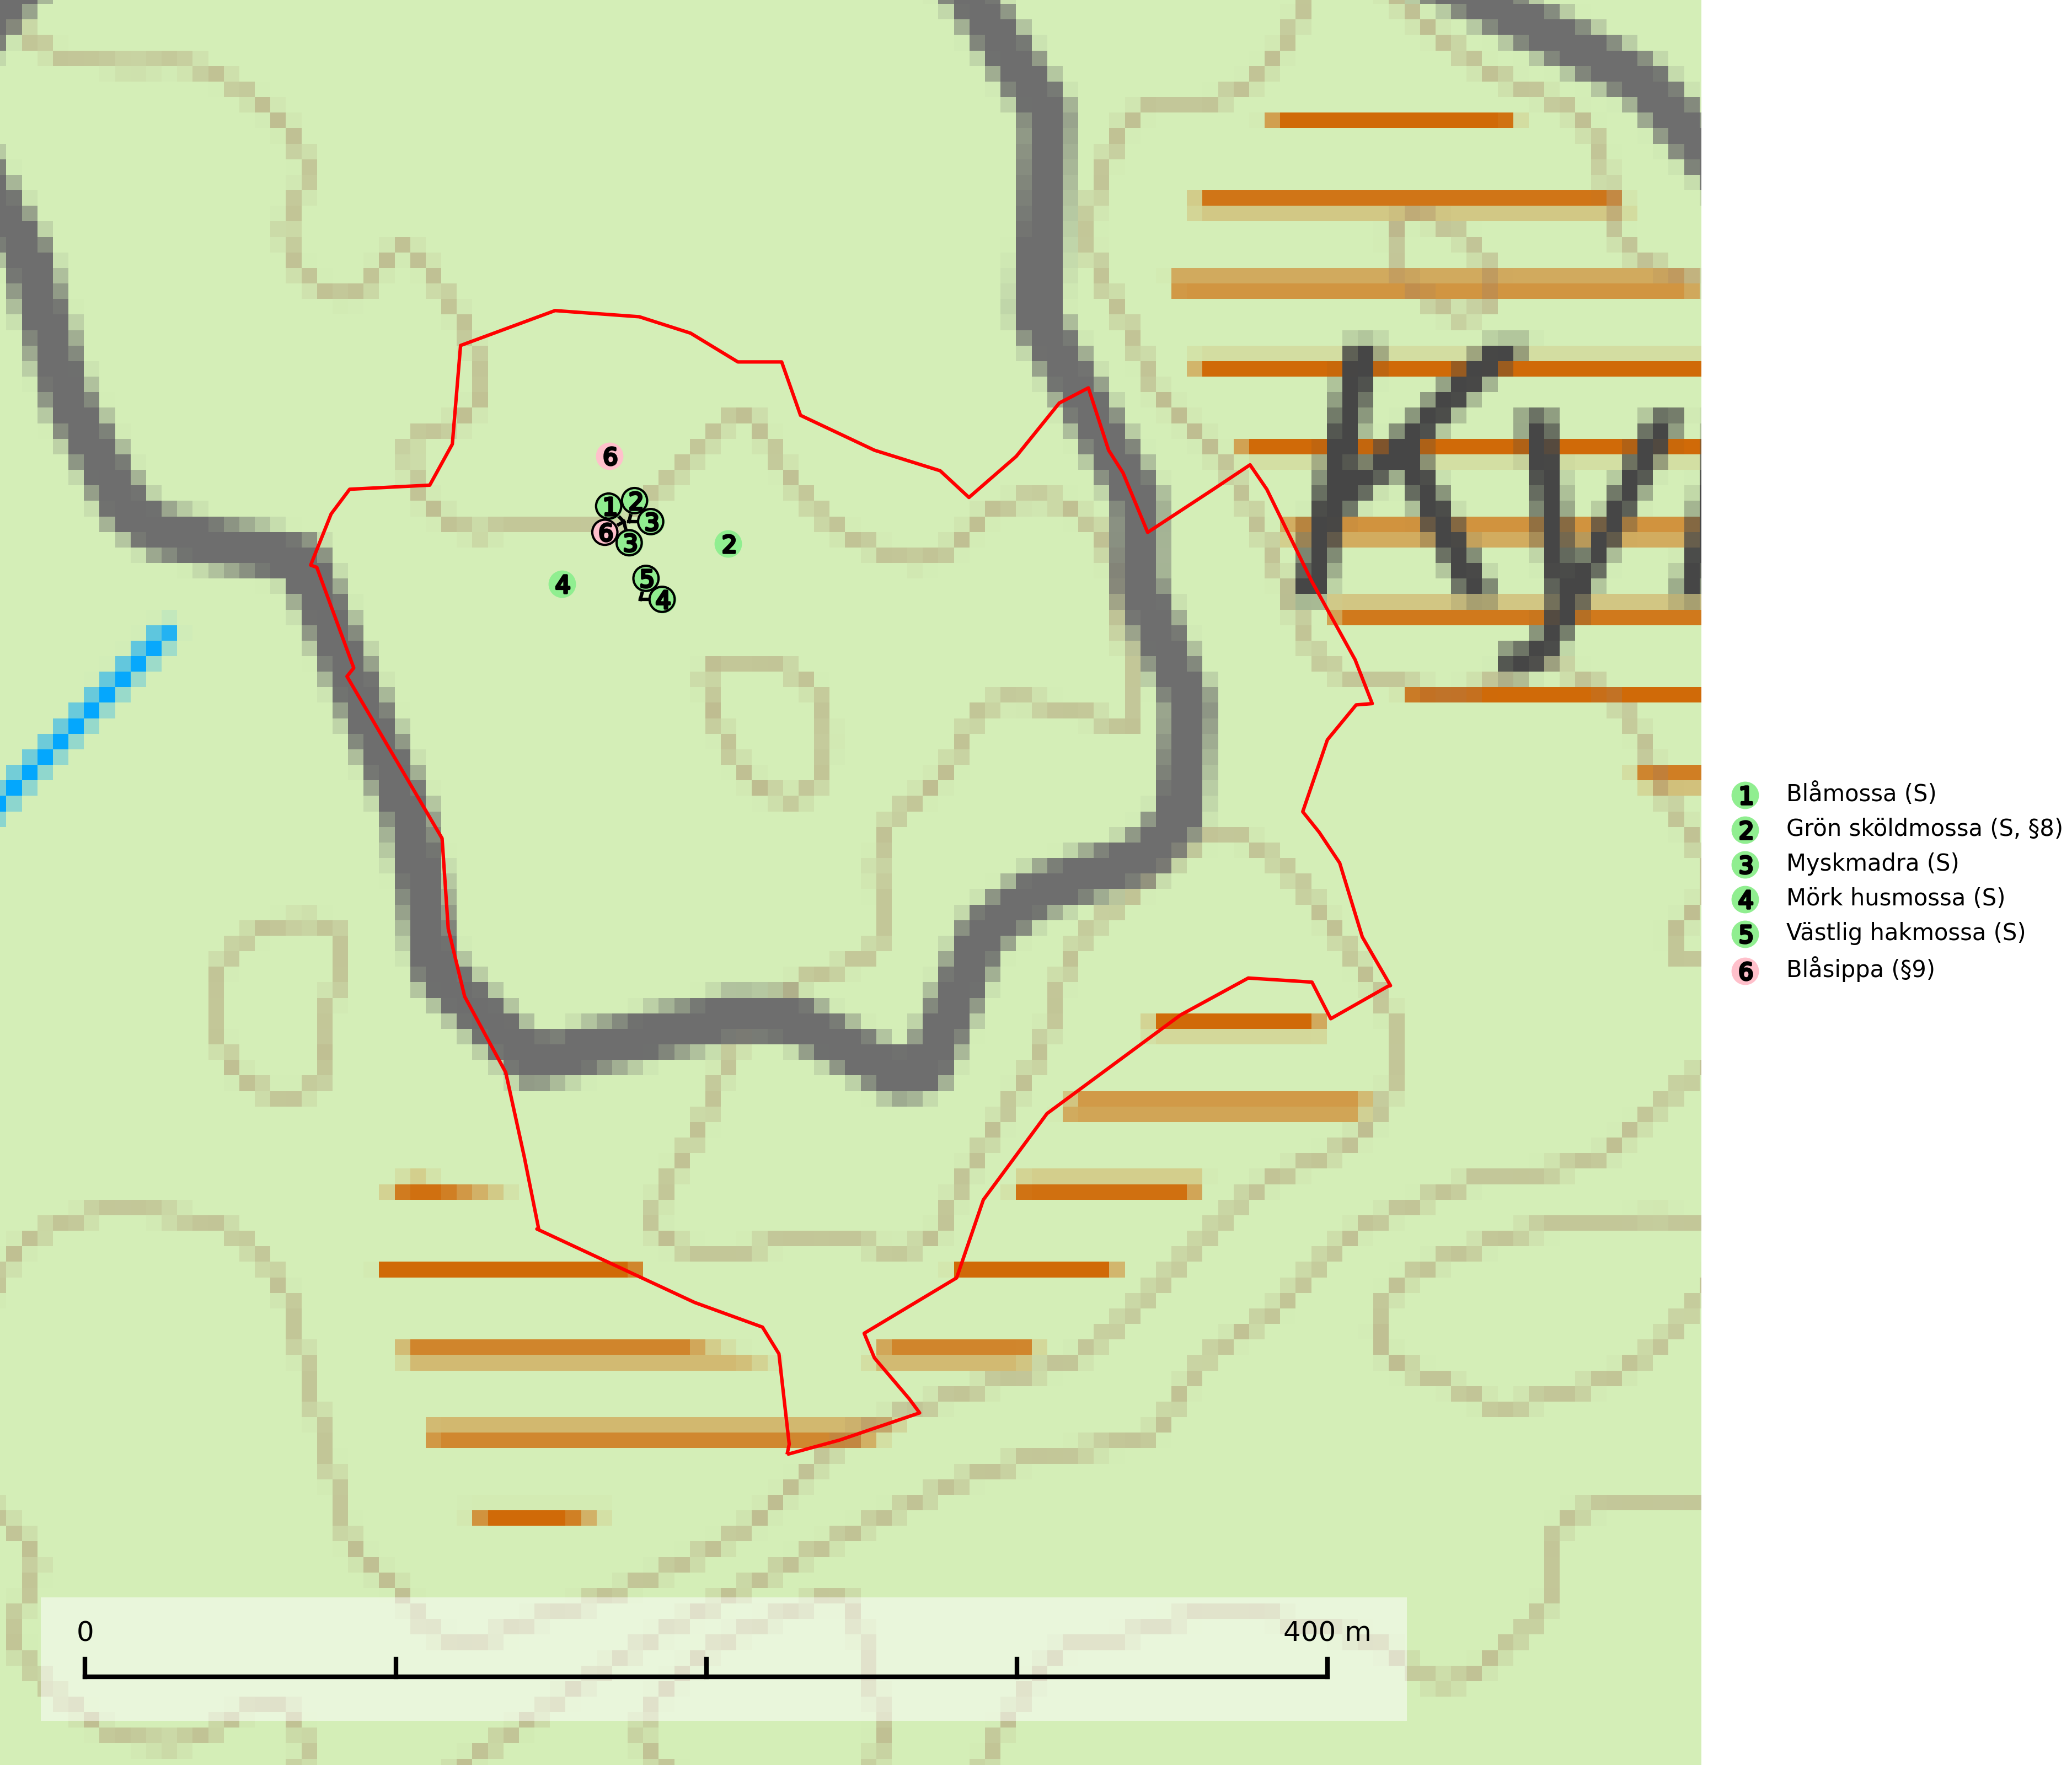 KY
6
1 2
6 3
3
2
4
5
4
1 Blåmossa (S)
2 Grön sköldmossa (S, §8)
3 Myskmadra (S)
4 Mörk husmossa (S)
5 Västlig hakmossa (S)
6 Blåsippa (§9)
0 400 m